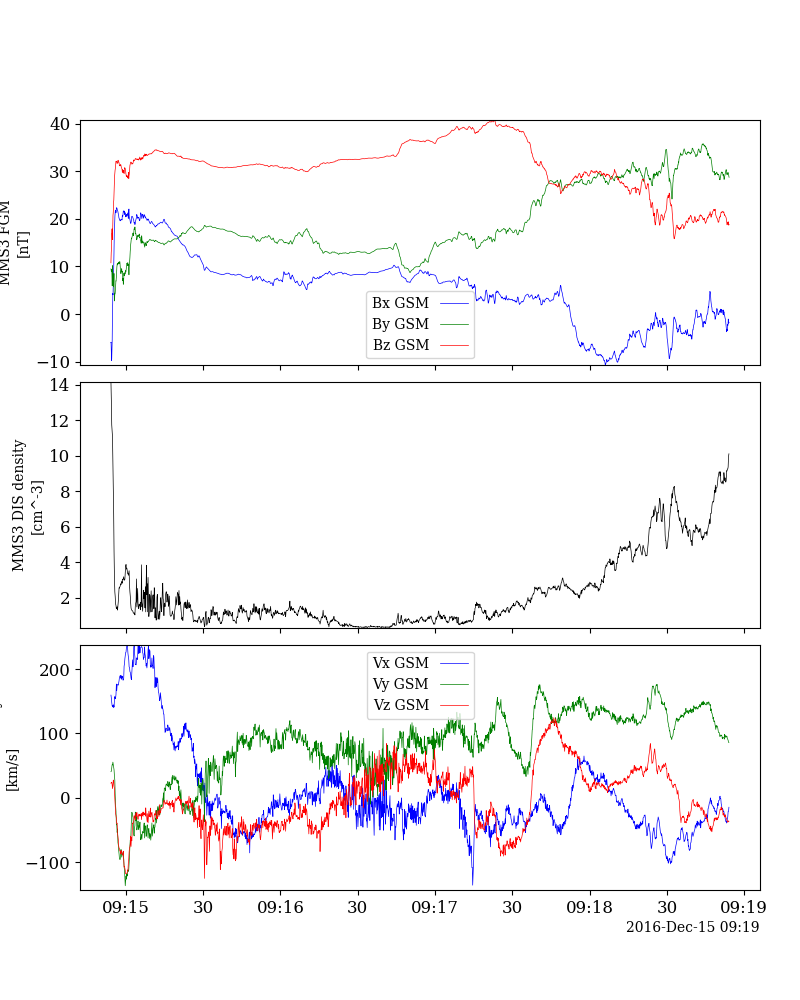 40
30
20
10
0
−10
MMS3 FGM
[nT]
Bx GSM
By GSM
Bz GSM
14
12
10
8
6
4
2
MMS3 DIS density
[cm^-3]
200
100
0
−100
[km/s]
Vx GSM
Vy GSM
Vz GSM
09:15 30 09:16 30 09:17 30 09:18 30 09:19
2016-Dec-15 09:19